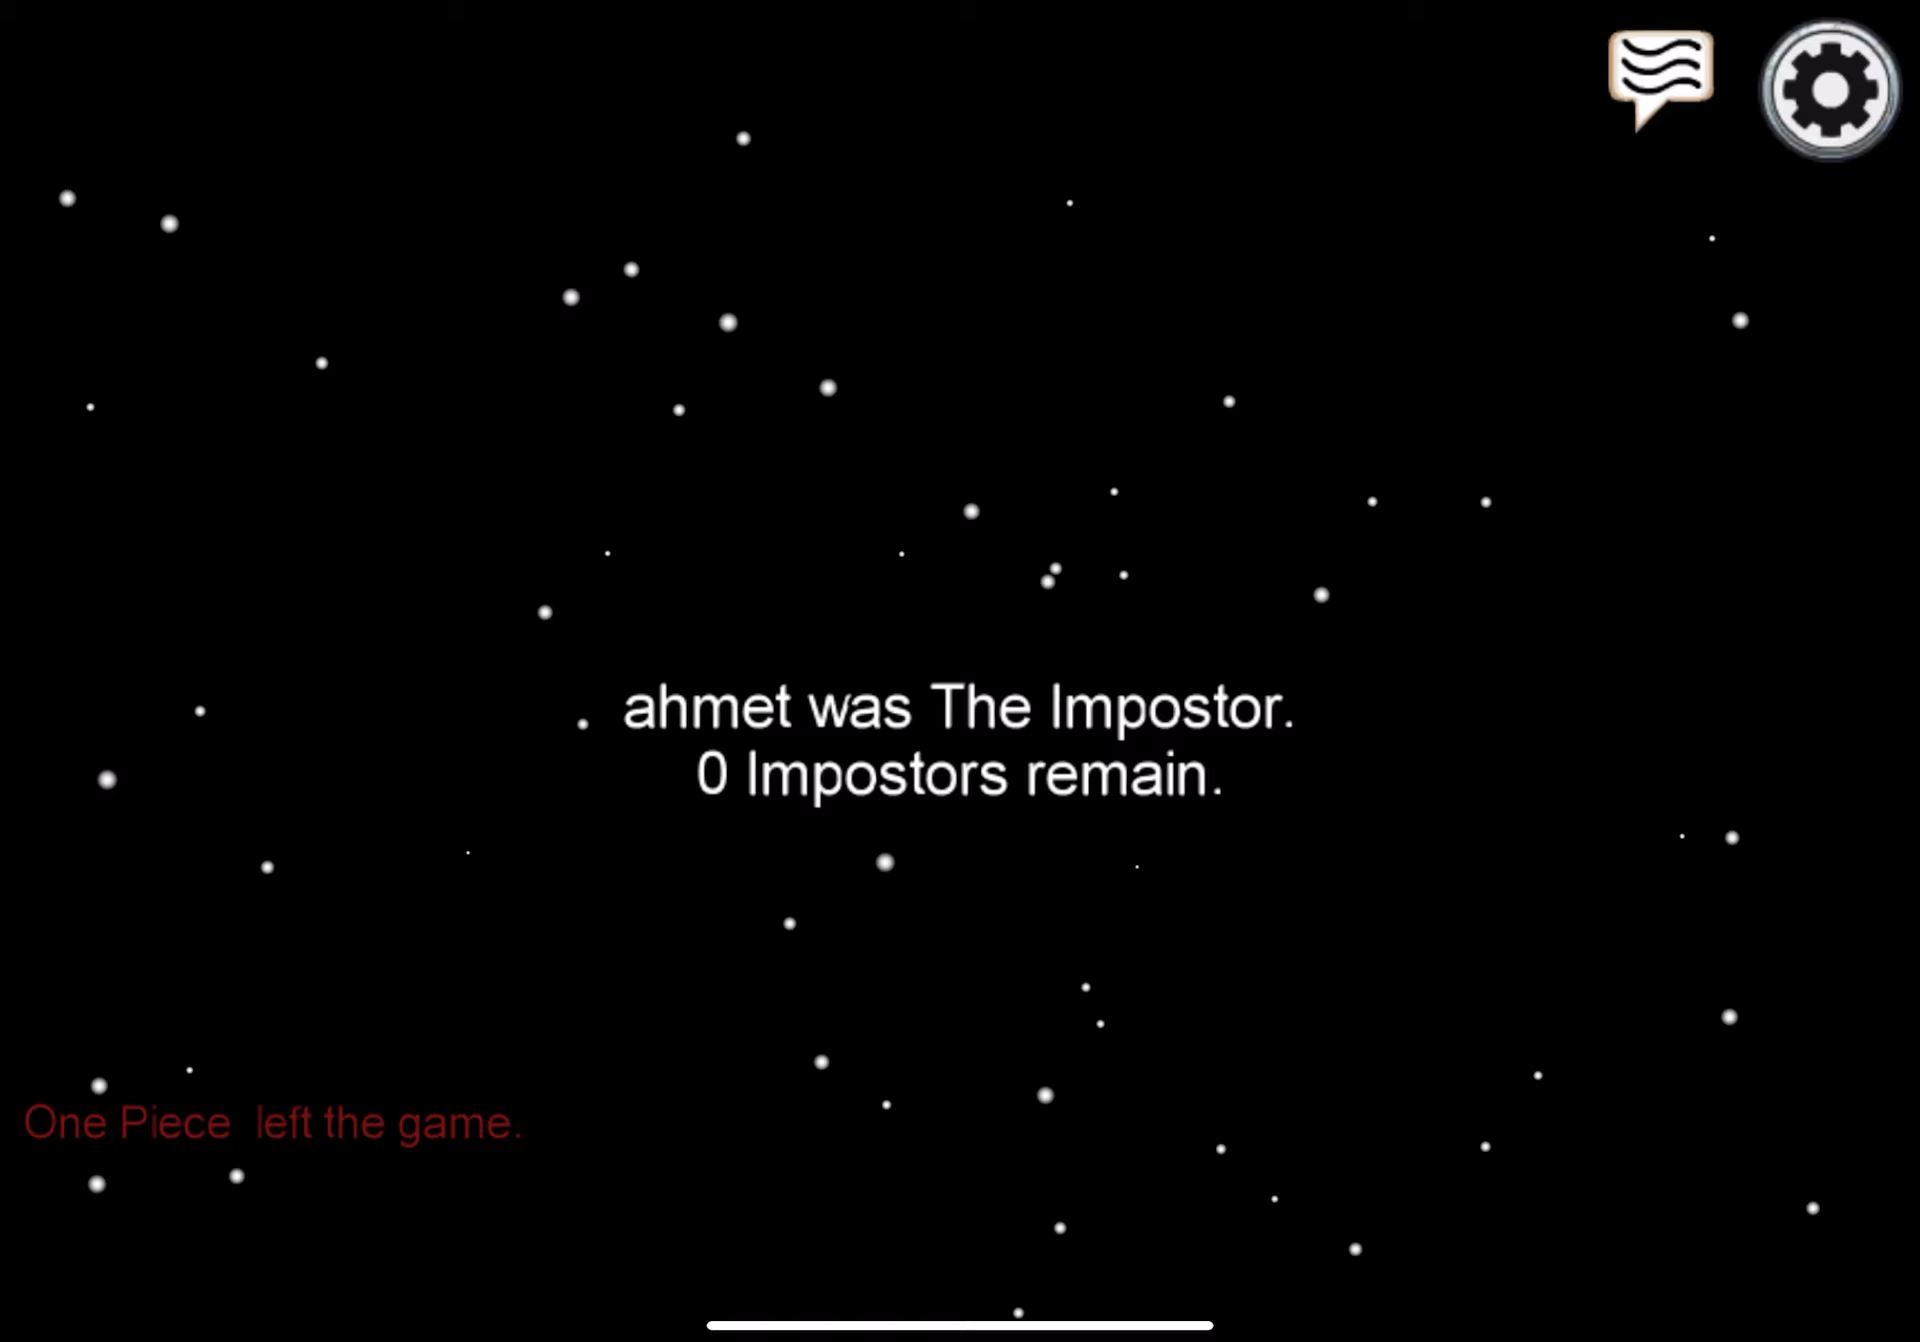 ahmet was The Impostor.
0 Impostors remain.
One Piece  left the game.